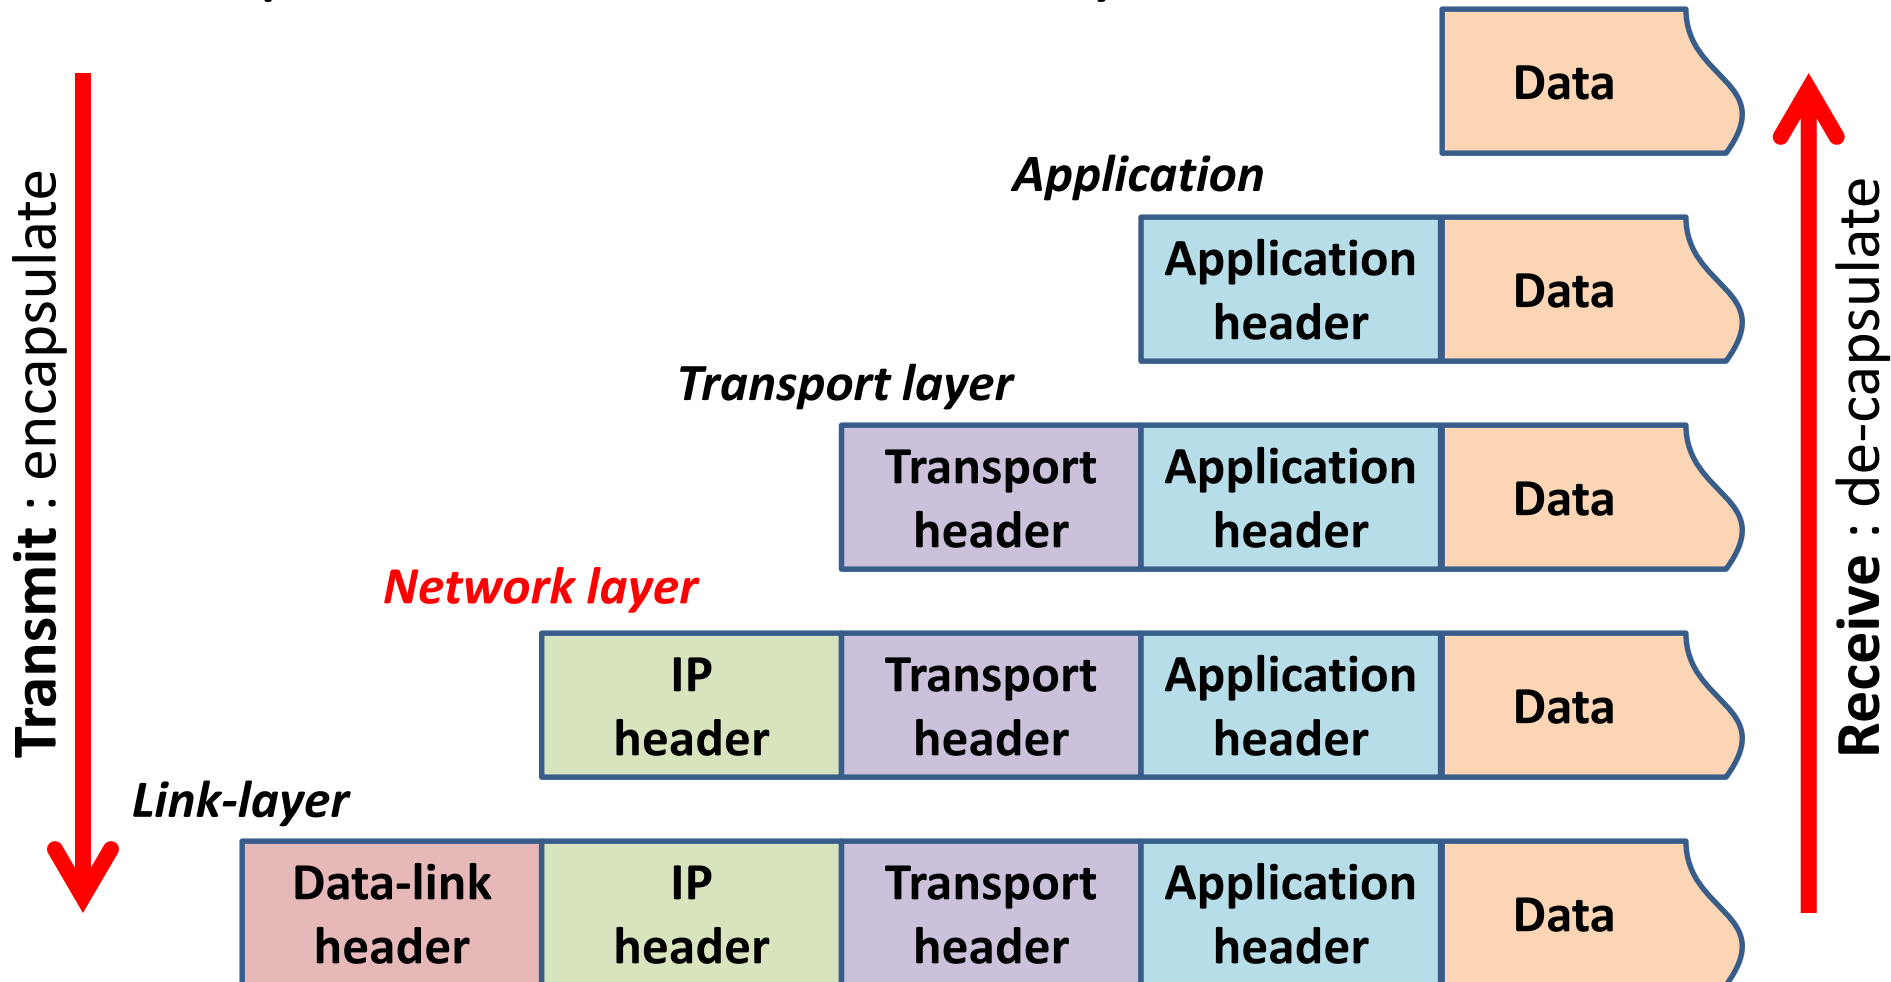 Data
Application
Application
header
Data
Transport layer
Transport
header
Application
header
Data
Network layer
IP
header
Transport
header
Application
header
Data
Link-layer
Data-link
header
IP
header
Transport
header
Application
header
Data
Transmit : encapsulate
Receive : de-capsulate